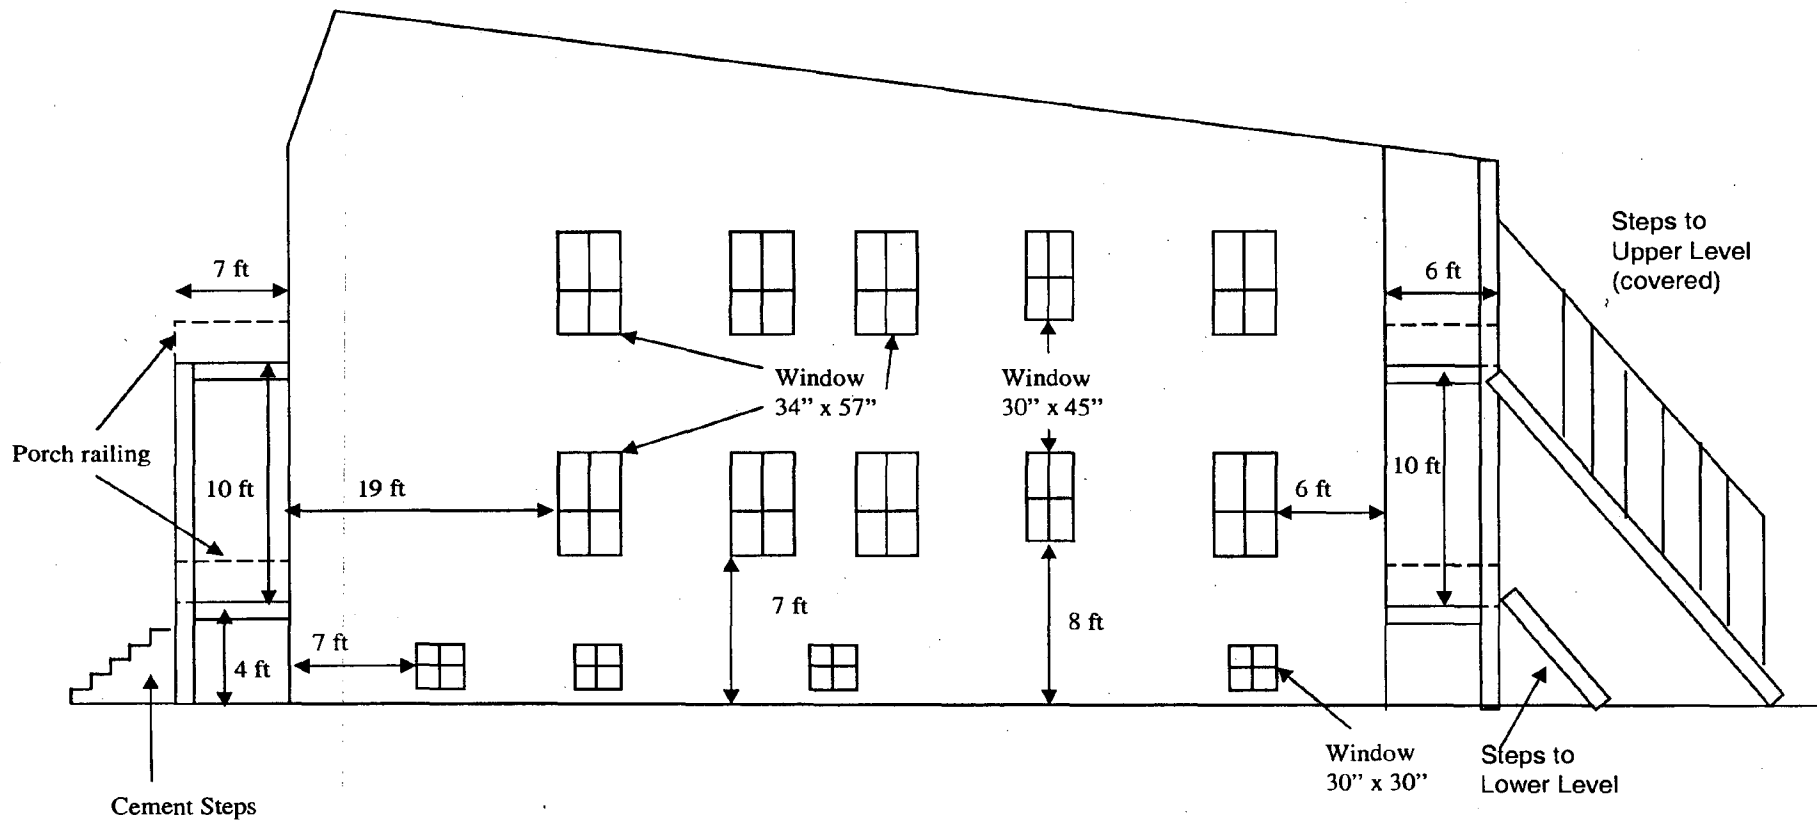 Steps to
Upper Level
(covered)
7 ft
6 ft
Window
34” x 57”
Window
30” x 45”
Porch railing
10 ft
19 ft
6 ft
10 ft
7 ft
8 ft
7 ft
4 ft
Window
30” x 30”
Steps to
Lower Level
Cement Steps